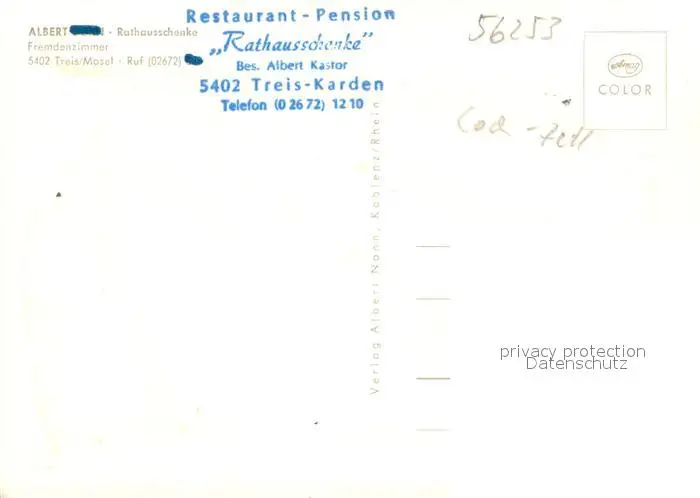 ALBERT - Rathausschenke
Fremdenzimmer
5402 Treis/Mosel · Ruf (02672)
Restaurant - Pension
„Rathausschenke"
Bes. Albert Kastor
5402 Treis-Karden
Telefon (0 26 72) 12 10
56253
COLOR
Verlag Albert Nonn, Koblenz/Rhein
privacy protection
Datenschutz